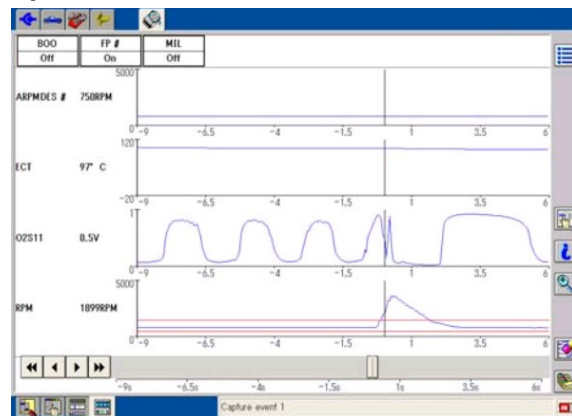 BOO FP # MIL
Off On Off
5000
ARPMDES # 750RPM
0 -9 -6.5 -4 -1.5 1 3.5 6
120
ECT 97° C
-20 -9 -6.5 -4 -1.5 1 3.5 6
1
O2S11 0.5V
0 -9 -6.5 -4 -1.5 1 3.5 6
5000
RPM 1899RPM
0 -9 -6.5 -4 -1.5 1 3.5 6
-9s -6.5s -4s -1.5s 1s 3.5s 6s
Capture event 1